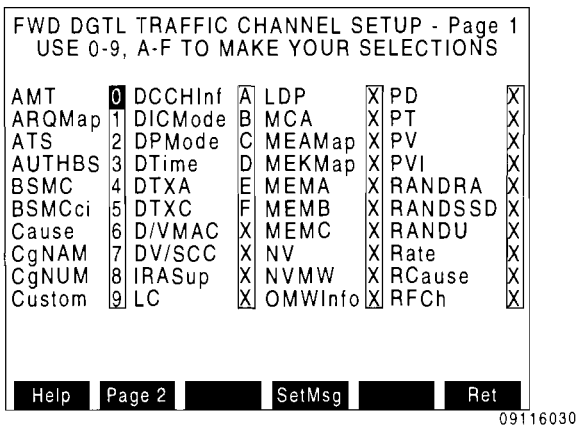 FWD DGTL TRAFFIC CHANNEL SETUP - Page 1
USE 0-9, A-F TO MAKE YOUR SELECTIONS
AMT 0 DCCHInf A LDP X PD X
ARQMap 1 DICMode B MCA X PT X
ATS 2 DPMode C MEAMap X PV X
AUTHBS 3 DTime D MEKMap X PVI X
BSMC 4 DTXA E MEMA X RANDRA X
BSMCci 5 DTXC F MEMB X RANDSSD X
Cause 6 D/VMAC X MEMC X RANDU X
CgNAM 7 DV/SCC X NV X Rate X
CgNUM 8 IRASup X NVMW X RCause X
Custom 9 LC X OMWInfo X RFCh X
Help Page 2 SetMsg Ret
09116030